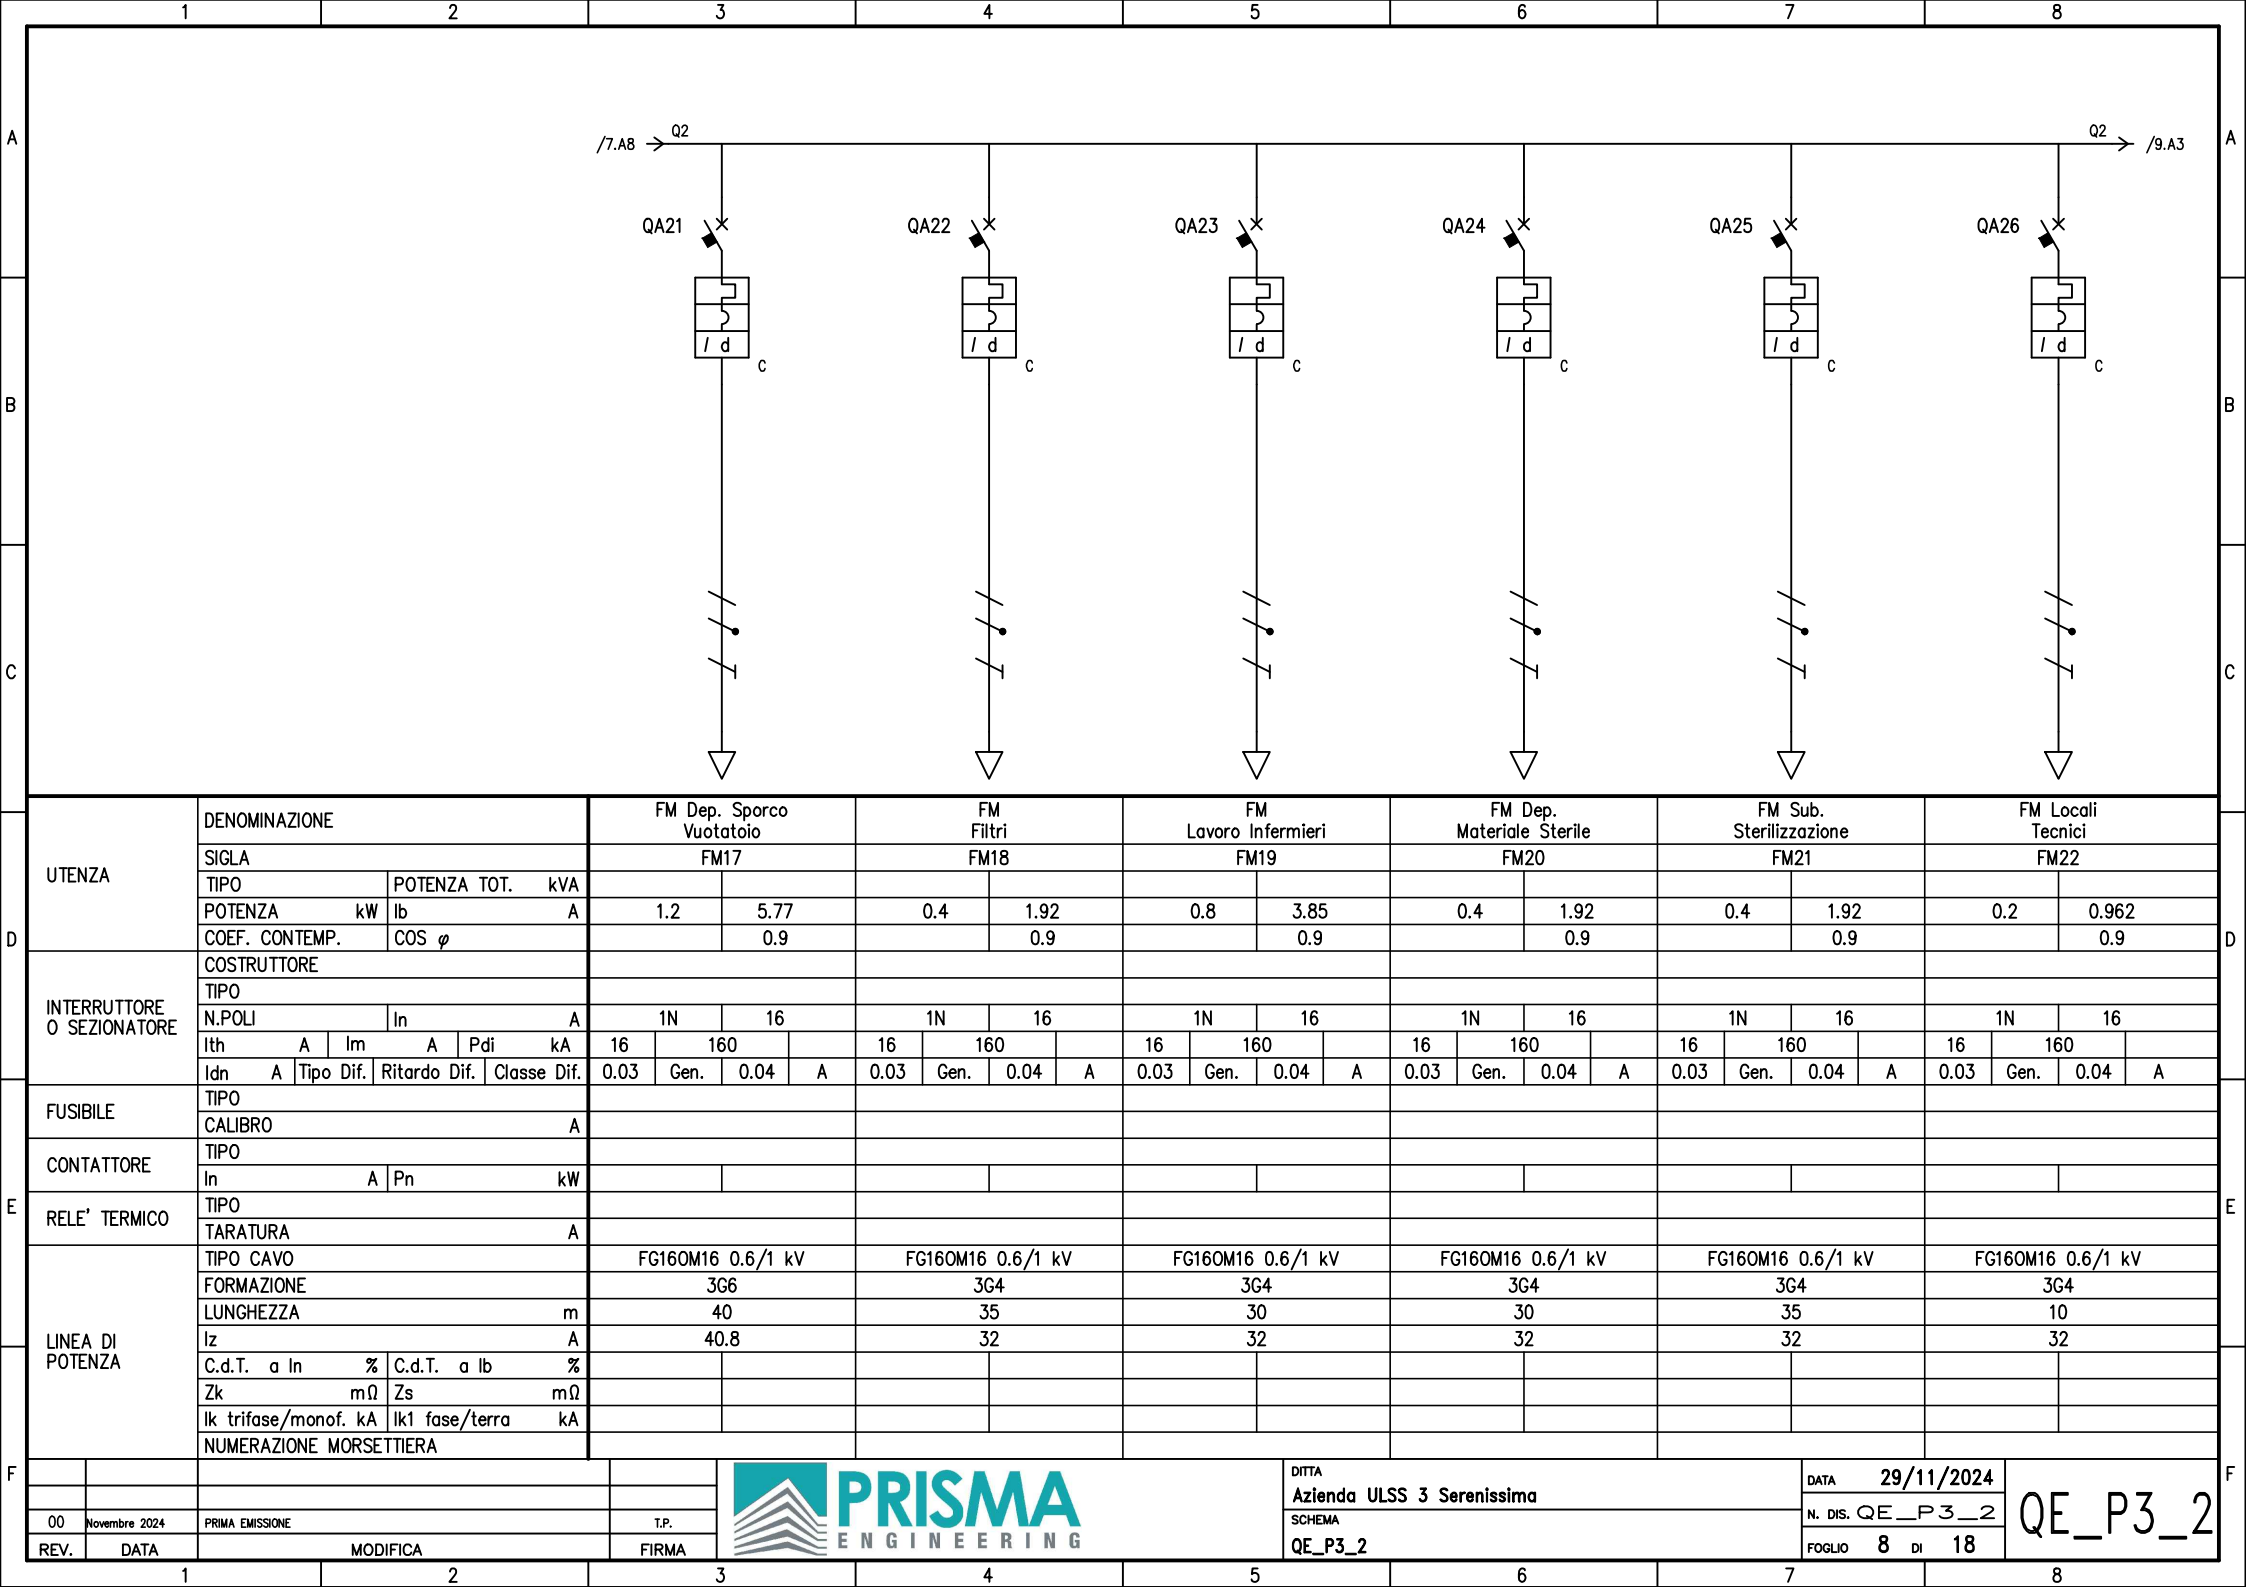 1 2 3 4 5 6 7 8
A A
/7.A8 Q2 Q2 /9.A3
QA21 QA22 QA23 QA24 QA25 QA26
I d I d I d I d I d I d
C C C C C C
B B
C C
UTENZA
DENOMINAZIONE
FM Dep. Sporco FM FM FM Dep. FM Sub. FM Locali
Vuotatoio Filtri Lavoro Infermieri Materiale Sterile Sterilizzazione Tecnici
SIGLA FM17 FM18 FM19 FM20 FM21 FM22
TIPO POTENZA TOT. kVA
POTENZA kW Ib A 1.2 5.77 0.4 1.92 0.8 3.85 0.4 1.92 0.4 1.92 0.2 0.962
D COEF. CONTEMP. COS φ 0.9 0.9 0.9 0.9 0.9 0.9 D
INTERRUTTORE
O SEZIONATORE
COSTRUTTORE
TIPO
N.POLI In A 1N 16 1N 16 1N 16 1N 16 1N 16 1N 16
Ith A Im A Pdi kA 16 160 16 160 16 160 16 160 16 160 16 160
Idn A Tipo Dif. Ritardo Dif. Classe Dif. 0.03 Gen. 0.04 A 0.03 Gen. 0.04 A 0.03 Gen. 0.04 A 0.03 Gen. 0.04 A 0.03 Gen. 0.04 A 0.03 Gen. 0.04 A
FUSIBILE
TIPO
CALIBRO A
CONTATTORE
TIPO
In A Pn kW
E E
RELE' TERMICO
TIPO
TARATURA A
LINEA DI
POTENZA
TIPO CAVO FG16OM16 0.6/1 kV FG16OM16 0.6/1 kV FG16OM16 0.6/1 kV FG16OM16 0.6/1 kV FG16OM16 0.6/1 kV FG16OM16 0.6/1 kV
FORMAZIONE 3G6 3G4 3G4 3G4 3G4 3G4
LUNGHEZZA m 40 35 30 30 35 10
Iz A 40.8 32 32 32 32 32
C.d.T. a In % C.d.T. a Ib %
Zk mΩ Zs mΩ
Ik trifase/monof. kA Ik1 fase/terra kA
NUMERAZIONE MORSETTIERA
F F
00 Novembre 2024 PRIMA EMISSIONE T.P.
REV. DATA MODIFICA FIRMA
PRISMA
ENGINEERING
DITTA
Azienda ULSS 3 Serenissima
SCHEMA
QE_P3_2
DATA 29/11/2024
N. DIS. QE_P3_2
FOGLIO 8 DI 18
QE_P3_2
1 2 3 4 5 6 7 8